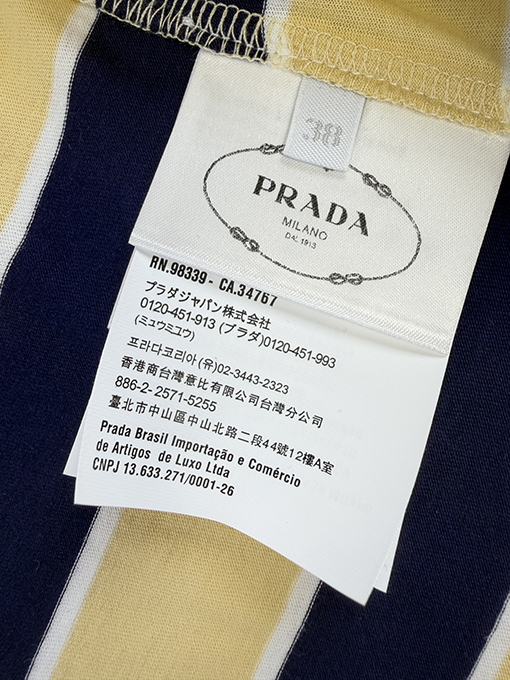 38
PRADA
MILANO
DAL 1913
RN.98339 - CA.34767
プラダジャパン株式会社
0120-451-913 (プラダ)0120-451-993
(ミュウミュウ)
프라다코리아(유)02-3443-2323
香港商台灣意比有限公司台灣分公司
886-2-2571-5255
臺北市中山區中山北路二段44號12樓A室
Prada Brasil Importação e Comércio
de Artigos de Luxo Ltda
CNPJ 13.633.271/0001-26